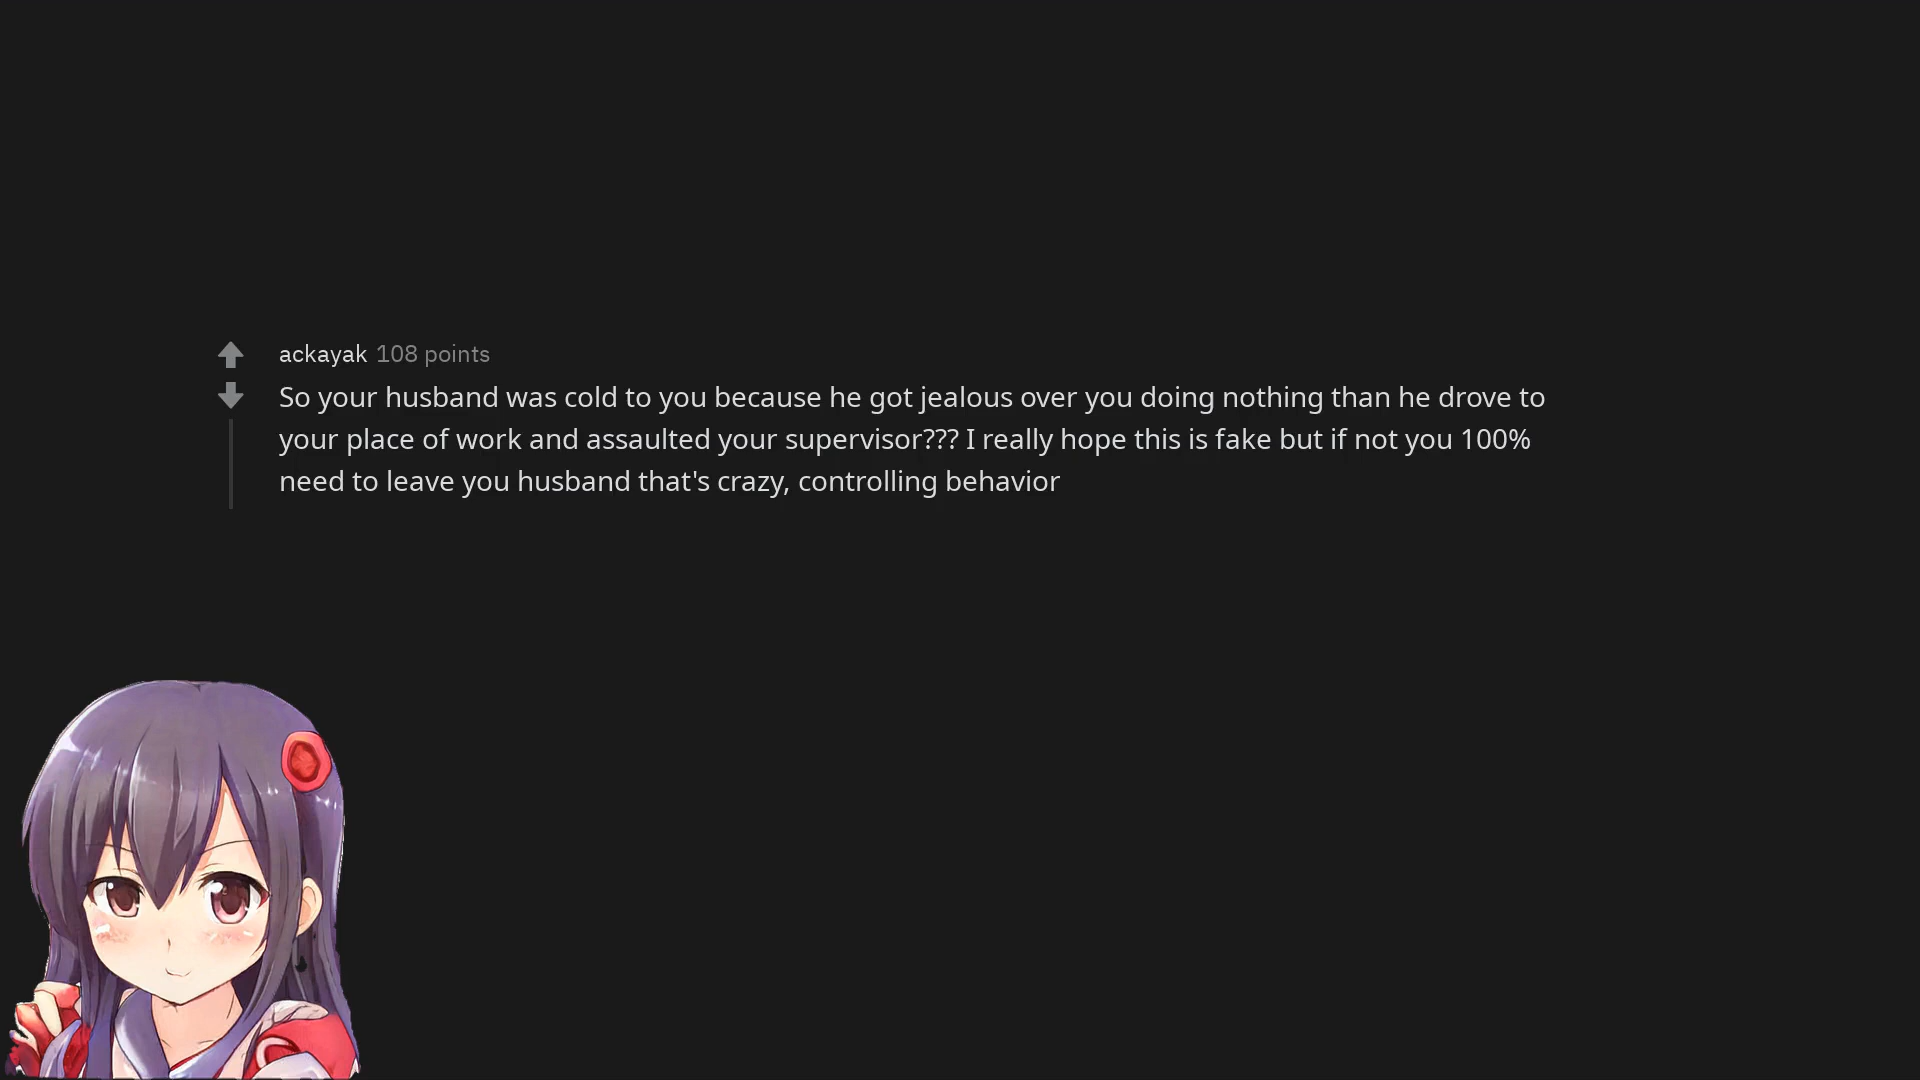 ackayak 108 points
So your husband was cold to you because he got jealous over you doing nothing than he drove to
your place of work and assaulted your supervisor??? I really hope this is fake but if not you 100%
need to leave you husband that's crazy, controlling behavior